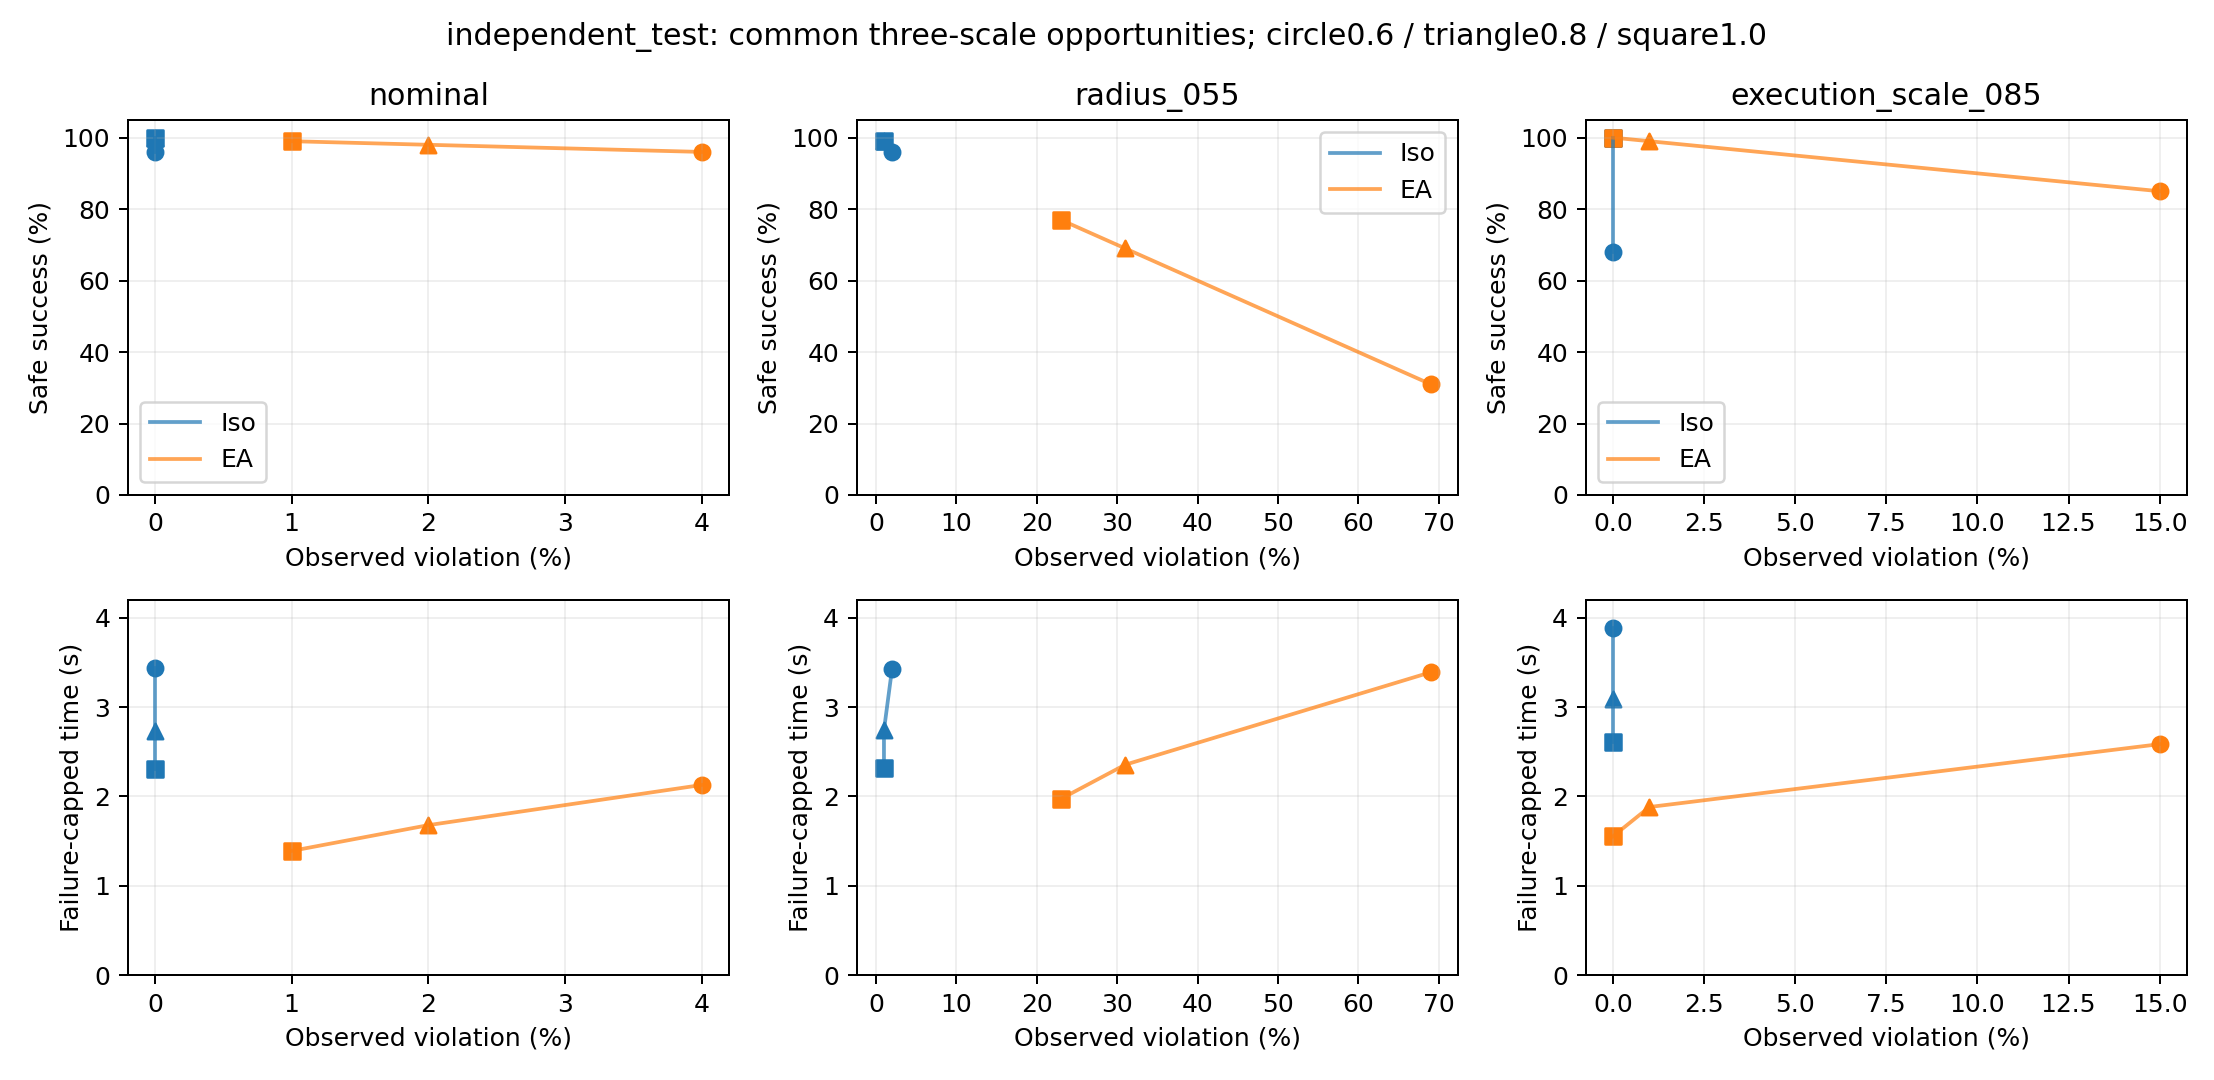 independent_test: common three-scale opportunities; circle0.6 / triangle0.8 / square1.0
nominal
Safe success (%)
100
80
60
40
20
0
Iso
EA
0 1 2 3 4
Observed violation (%)
radius_055
Safe success (%)
100
80
60
40
20
0
Iso
EA
0 10 20 30 40 50 60 70
Observed violation (%)
execution_scale_085
Safe success (%)
100
80
60
40
20
0
Iso
EA
0.0 2.5 5.0 7.5 10.0 12.5 15.0
Observed violation (%)
Failure-capped time (s)
4
3
2
1
0
0 1 2 3 4
Observed violation (%)
Failure-capped time (s)
4
3
2
1
0
0 10 20 30 40 50 60 70
Observed violation (%)
Failure-capped time (s)
4
3
2
1
0
0.0 2.5 5.0 7.5 10.0 12.5 15.0
Observed violation (%)